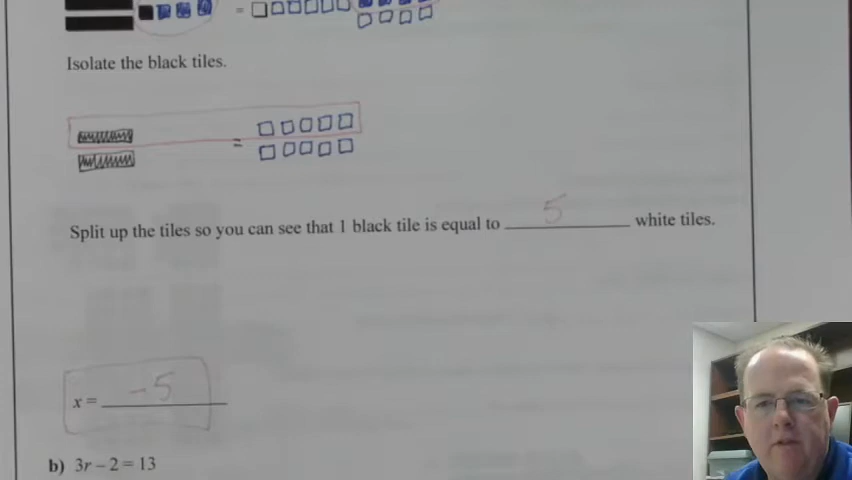 =
Isolate the black tiles.
=
Split up the tiles so you can see that 1 black tile is equal to 5 white tiles.
x = -5
b) 3r – 2 = 13